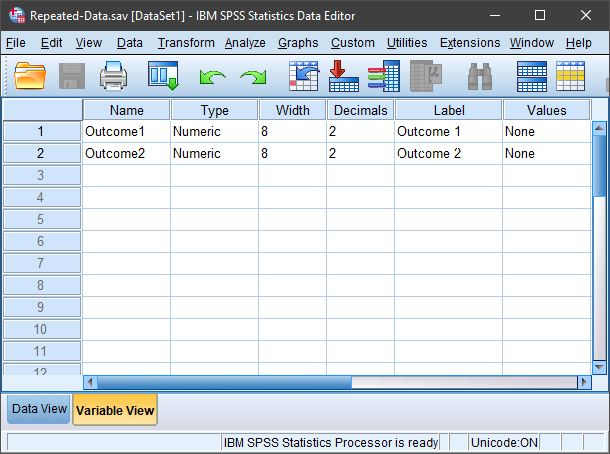 Repeated-Data.sav [DataSet1] - IBM SPSS Statistics Data Editor
File Edit View Data Transform Analyze Graphs Custom Utilities Extensions Window Help
Name Type Width Decimals Label Values
1 Outcome1 Numeric 8 2 Outcome 1 None
2 Outcome2 Numeric 8 2 Outcome 2 None
3
4
5
6
7
8
9
10
11
12
Data View Variable View
IBM SPSS Statistics Processor is ready Unicode:ON